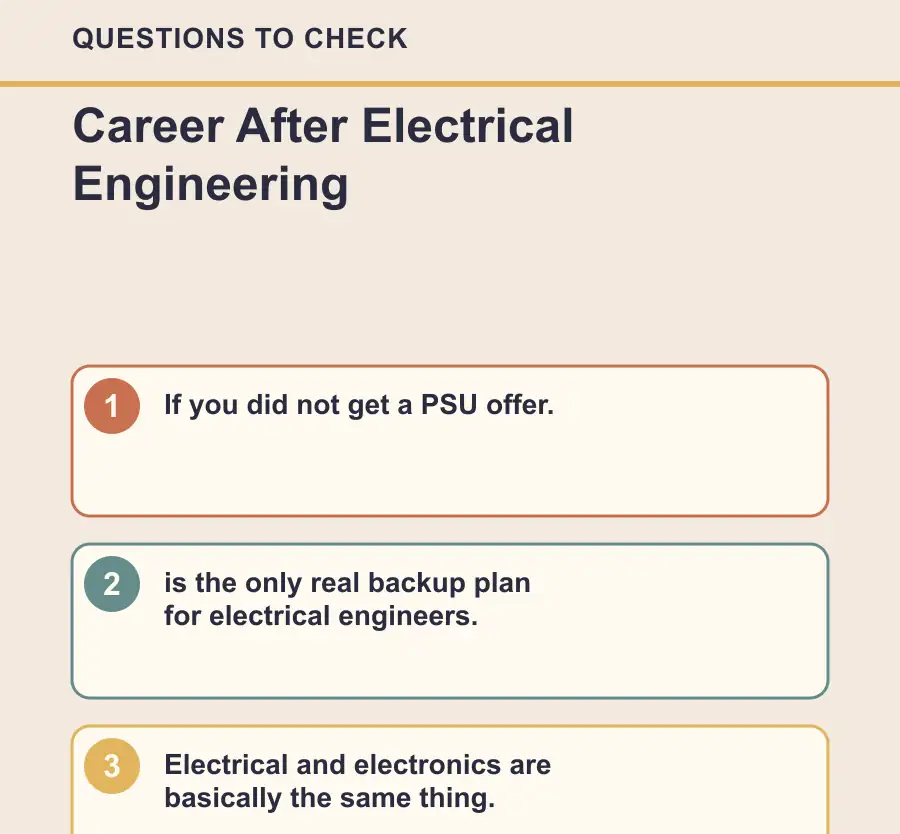 QUESTIONS TO CHECK
Career After Electrical
Engineering
1
If you did not get a PSU offer.
2
is the only real backup plan
for electrical engineers.
3
Electrical and electronics are
basically the same thing.